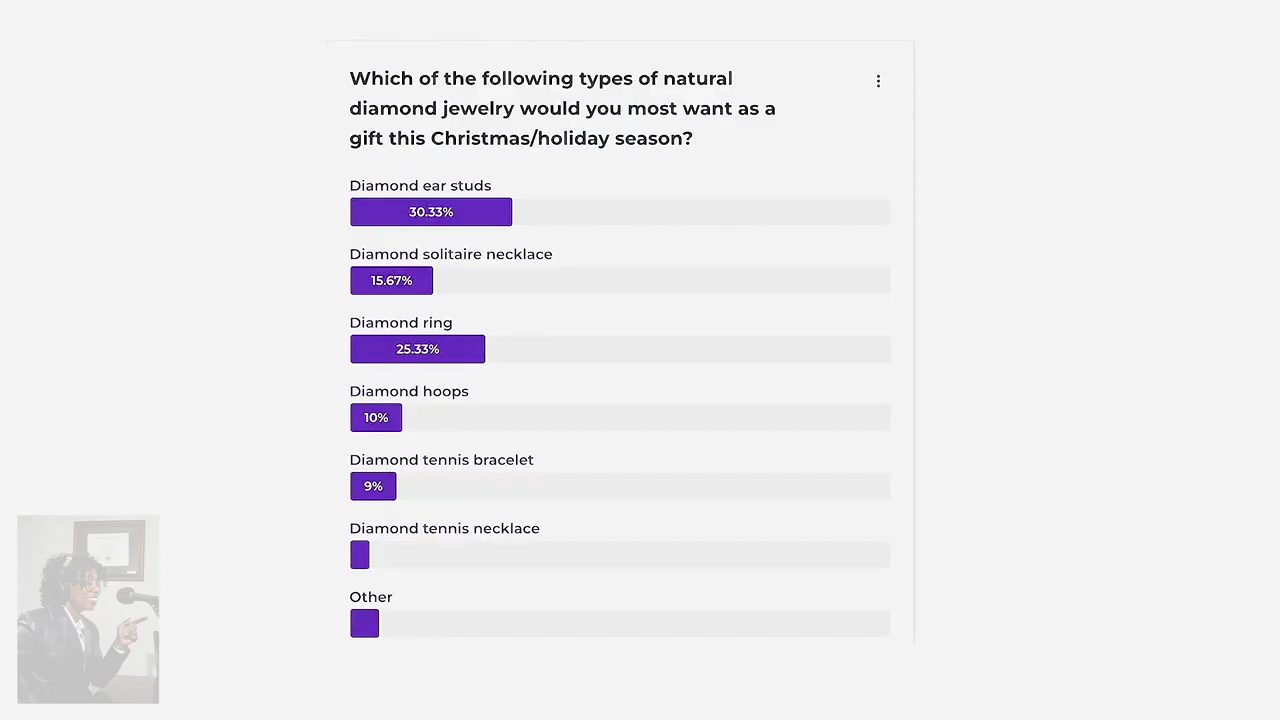 Which of the following types of natural
diamond jewelry would you most want as a
gift this Christmas/holiday season?
Diamond ear studs
30.33%
Diamond solitaire necklace
15.67%
Diamond ring
25.33%
Diamond hoops
10%
Diamond tennis bracelet
9%
Diamond tennis necklace
Other